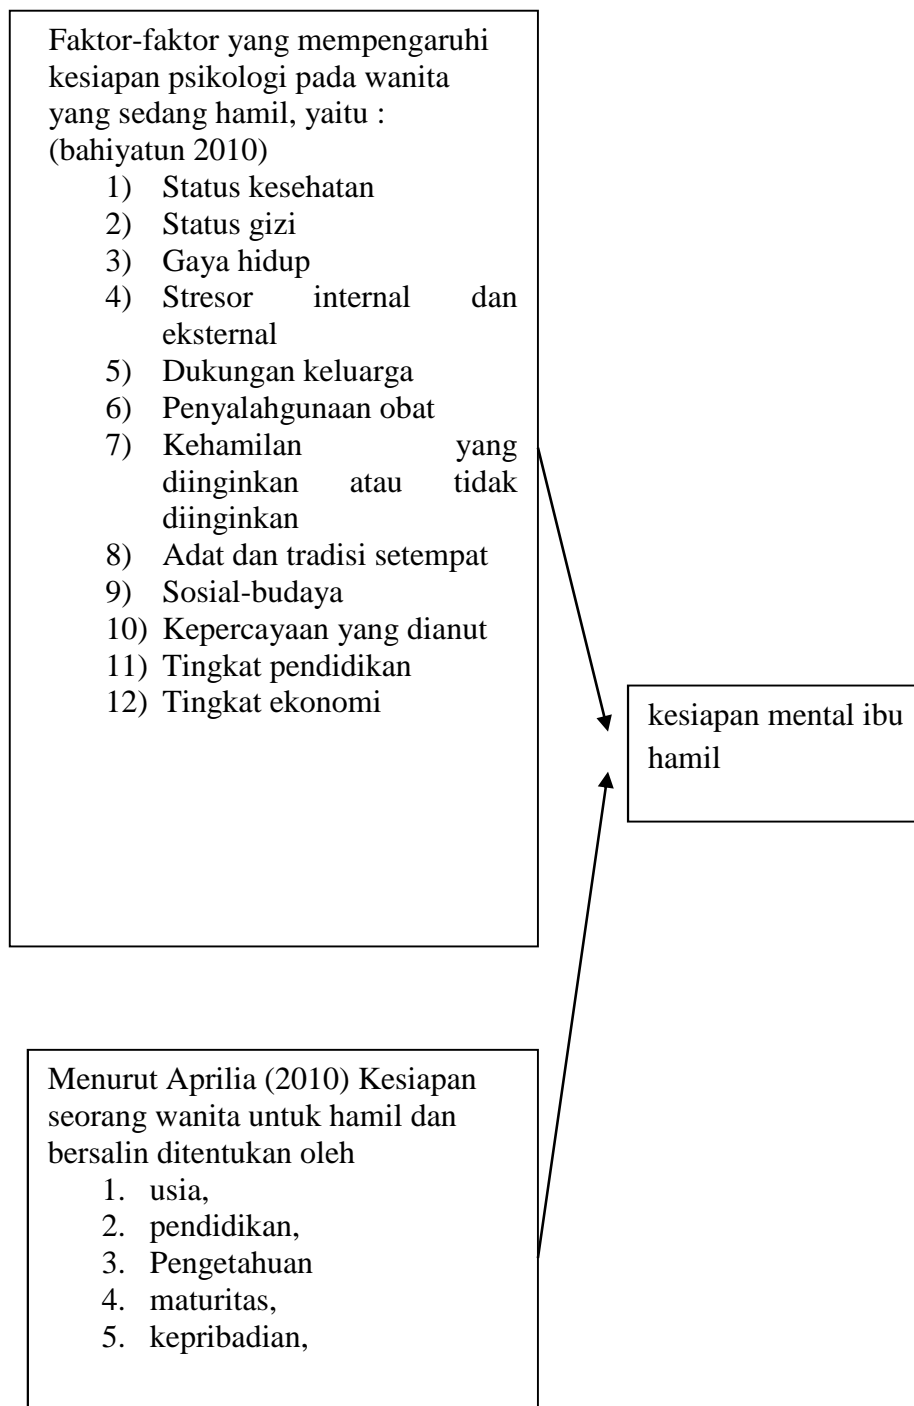 Faktor-faktor yang mempengaruhi
kesiapan psikologi pada wanita
yang sedang hamil, yaitu :
(bahiyatun 2010)
1) Status kesehatan
2) Status gizi
3) Gaya hidup
4) Stresor internal dan
eksternal
5) Dukungan keluarga
6) Penyalahgunaan obat
7) Kehamilan yang
diinginkan atau tidak
diinginkan
8) Adat dan tradisi setempat
9) Sosial-budaya
10) Kepercayaan yang dianut
11) Tingkat pendidikan
12) Tingkat ekonomi
kesiapan mental ibu
hamil
Menurut Aprilia (2010) Kesiapan
seorang wanita untuk hamil dan
bersalin ditentukan oleh
1. usia,
2. pendidikan,
3. Pengetahuan
4. maturitas,
5. kepribadian,